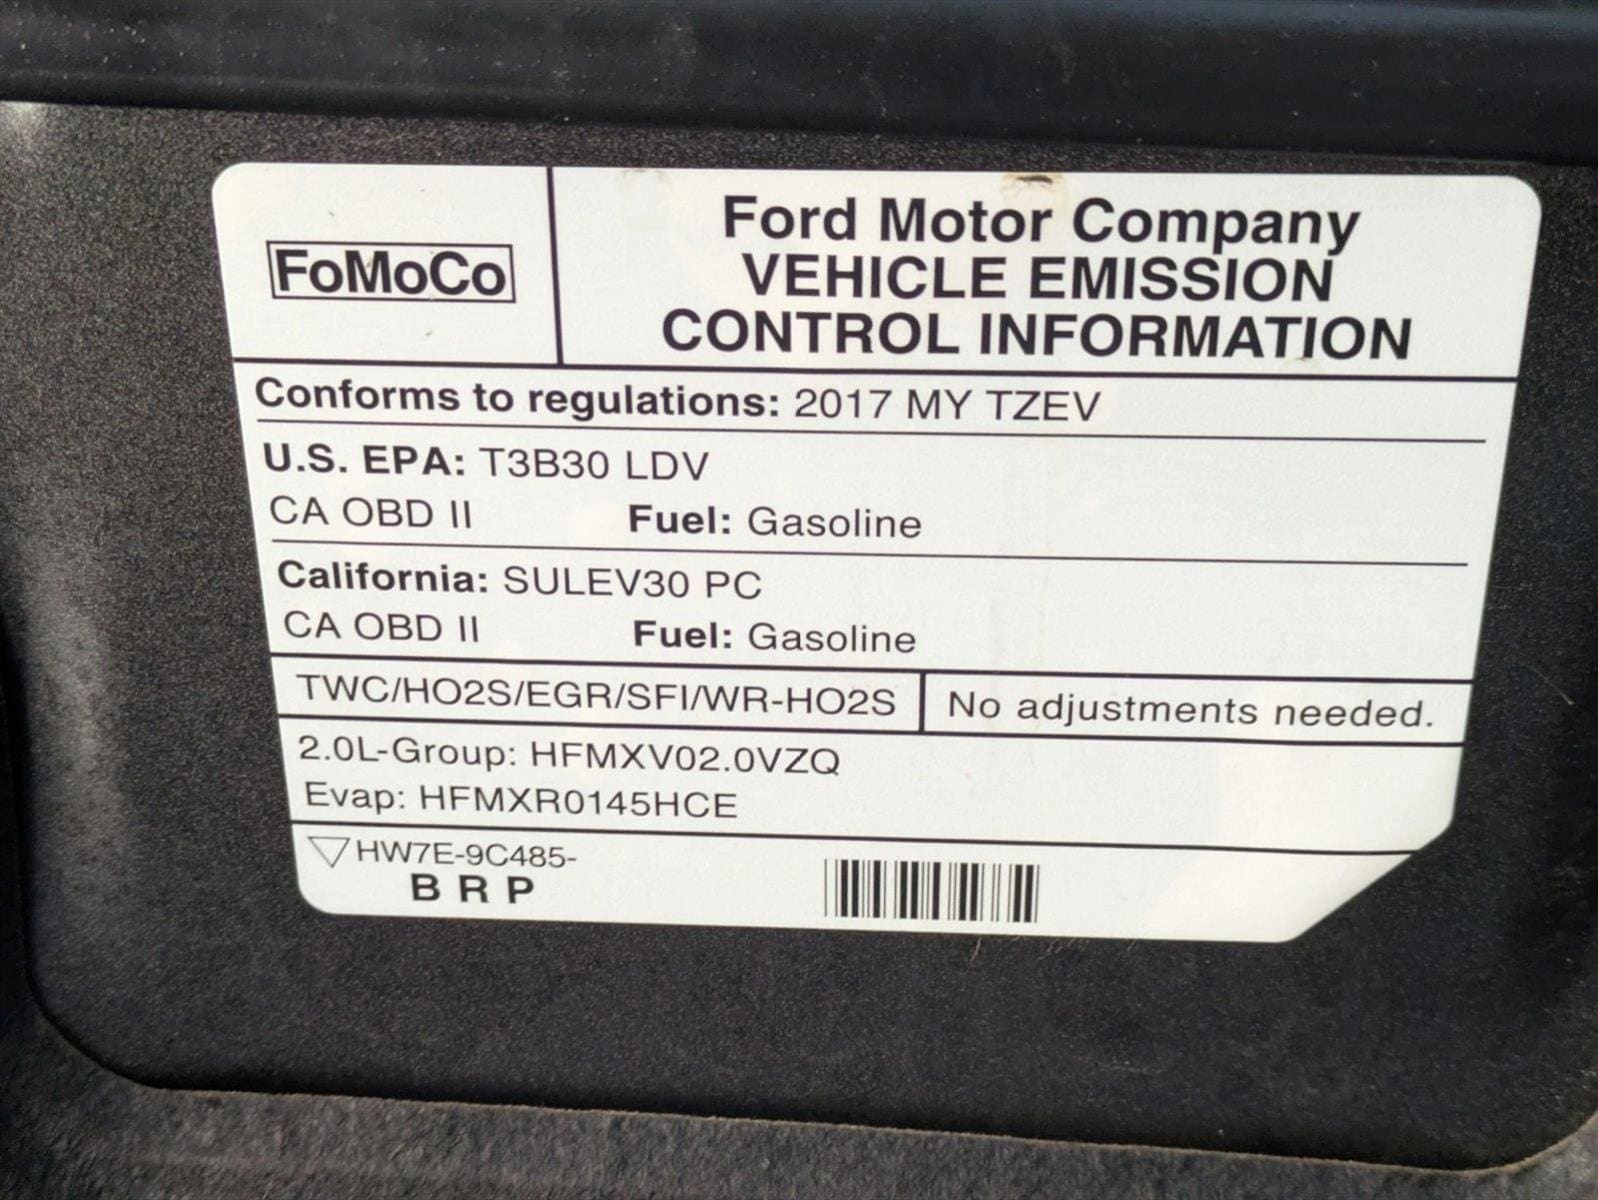 FoMoCo
Ford Motor Company
VEHICLE EMISSION
CONTROL INFORMATION
Conforms to regulations: 2017 MY TZEV
U.S. EPA: T3B30 LDV
CA OBD II Fuel: Gasoline
California: SULEV30 PC
CA OBD II Fuel: Gasoline
TWC/HO2S/EGR/SFI/WR-HO2S No adjustments needed.
2.0L-Group: HFMXV02.0VZQ
Evap: HFMXR0145HCE
HW7E-9C485-
B R P